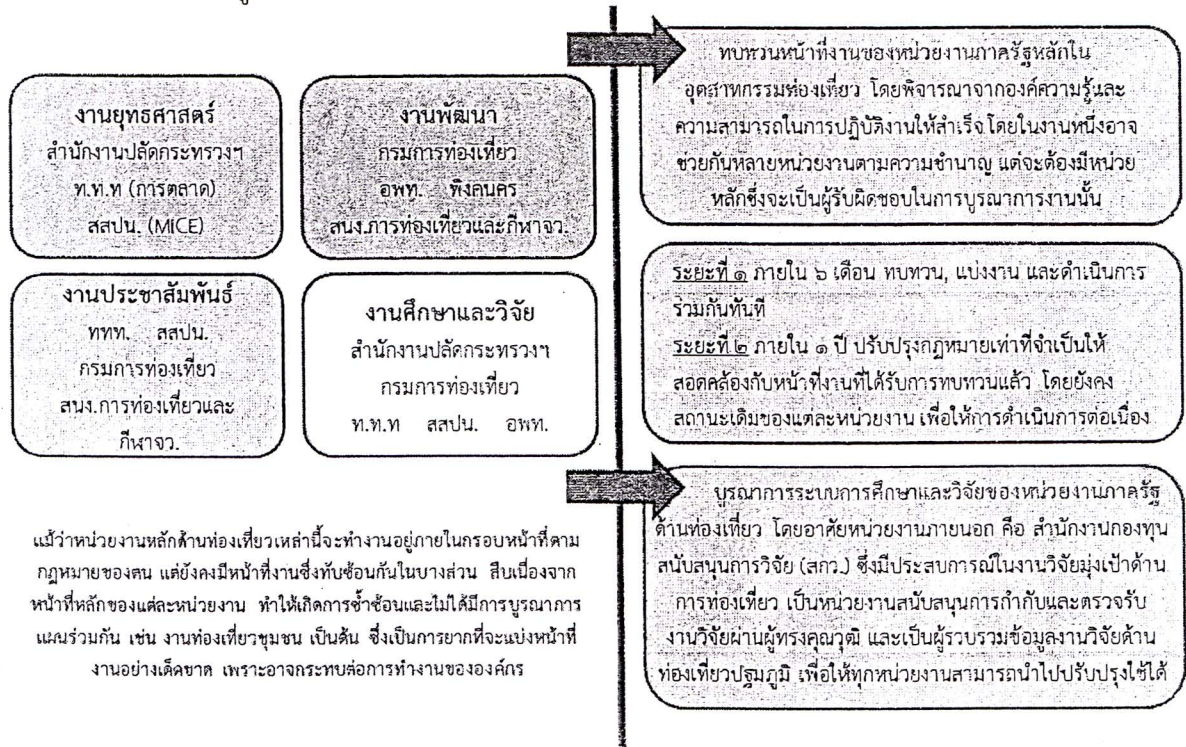 งานยุทธศาสตร์
สำนักงานปลัดกระทรวงฯ
ท.ท.ท (การตลาด)
สสปน. (MICE)
งานพัฒนา
กรมการท่องเที่ยว
อพท. พิงคนคร
สนง.การท่องเที่ยวและกีฬาจว.
งานประชาสัมพันธ์
ททท. สสปน.
กรมการท่องเที่ยว
สนง.การท่องเที่ยวและ
กีฬาจว.
งานศึกษาและวิจัย
สำนักงานปลัดกระทรวงฯ
กรมการท่องเที่ยว
ท.ท.ท สสปน. อพท.
แม้ว่าหน่วยงานหลักด้านท่องเที่ยวเหล่านี้จะทำงานอยู่ภายในกรอบหน้าที่ตาม
กฎหมายของตน แต่ยังคงมีหน้าที่งานซึ่งทับซ้อนกันในบางส่วน สืบเนื่องจาก
หน้าที่หลักของแต่ละหน่วยงาน ทำให้เกิดการซ้ำซ้อนและไม่ได้มีการบูรณาการ
แผนร่วมกัน เช่น งานท่องเที่ยวชุมชน เป็นต้น ซึ่งเป็นการยากที่จะแบ่งหน้าที่
งานอย่างเด็ดขาด เพราะอาจกระทบต่อการทำงานขององค์กร
ทบทวนหน้าที่งานของหน่วยงานภาครัฐหลักใน
อุตสาหกรรมท่องเที่ยว โดยพิจารณาจากองค์ความรู้และ
ความสามารถในการปฏิบัติงานให้สำเร็จ โดยในงานหนึ่งอาจ
ช่วยกันหลายหน่วยงานตามความชำนาญ แต่จะต้องมีหน่วย
หลักซึ่งจะเป็นผู้รับผิดชอบในการบูรณาการงานนั้น
ระยะที่ ๑ ภายใน ๖ เดือน ทบทวน, แบ่งงาน และดำเนินการ
ร่วมกันทันที
ระยะที่ ๒ ภายใน ๑ ปี ปรับปรุงกฎหมายเท่าที่จำเป็นให้
สอดคล้องกับหน้าที่งานที่ได้รับการทบทวนแล้ว โดยยังคง
สถานะเดิมของแต่ละหน่วยงาน เพื่อให้การดำเนินการต่อเนื่อง
บูรณาการระบบการศึกษาและวิจัยของหน่วยงานภาครัฐ
ด้านท่องเที่ยว โดยอาศัยหน่วยงานภายนอก คือ สำนักงานกองทุน
สนับสนุนการวิจัย (สกว.) ซึ่งมีประสบการณ์ในงานวิจัยมุ่งเป้าด้าน
การท่องเที่ยว เป็นหน่วยงานสนับสนุนการกำกับและตรวจรับ
งานวิจัยผ่านผู้ทรงคุณวุฒิ และเป็นผู้รวบรวมข้อมูลงานวิจัยด้าน
ท่องเที่ยวปฐมภูมิ เพื่อให้ทุกหน่วยงานสามารถนำไปปรับปรุงใช้ได้